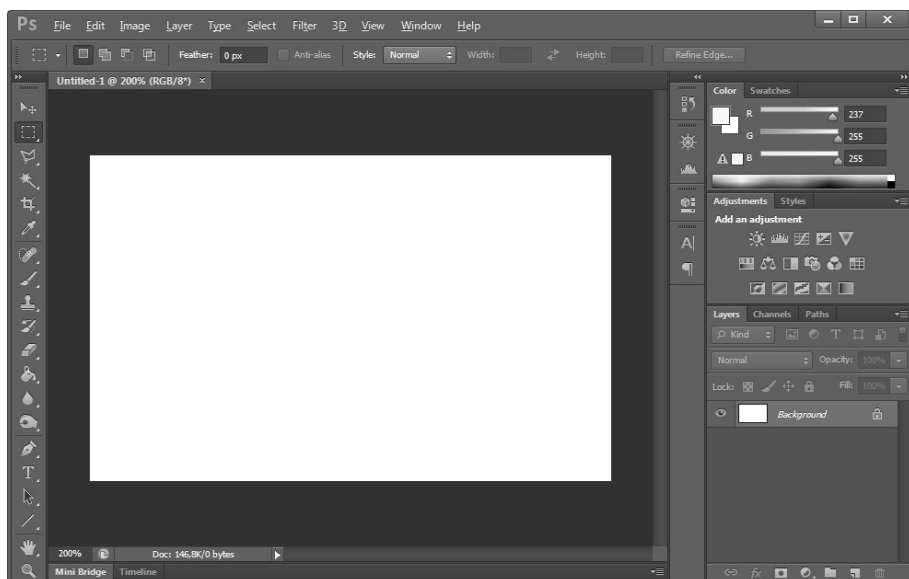 Ps File Edit Image Layer Type Select Filter 3D View Window Help
Feather: 0 px Anti-alias Style: Normal Width: Height: Refine Edge...
Untitled-1 @ 200% (RGB/8*) ×
Color Swatches
R 237
G 255
B 255
Adjustments Styles
Add an adjustment
Layers Channels Paths
Kind
Normal Opacity: 100%
Lock: Fill: 100%
Background
200% Doc: 146,8K/0 bytes
Mini Bridge Timeline